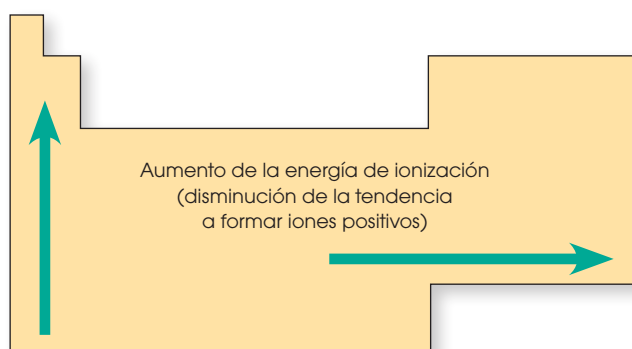 Aumento de la energía de ionización
(disminución de la tendencia
a formar iones positivos)